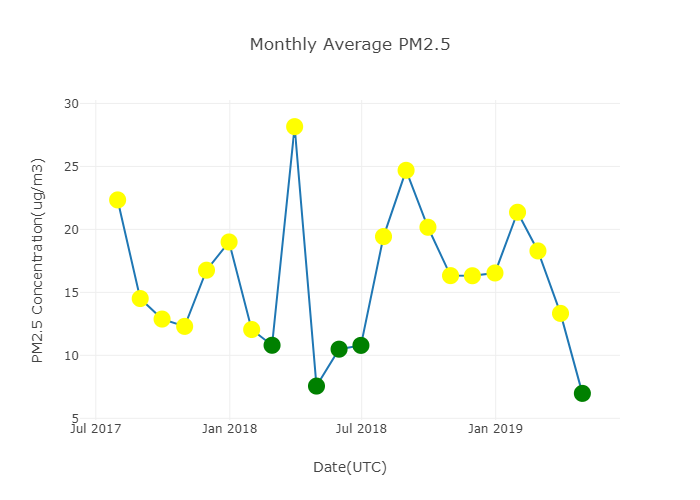 Monthly Average PM2.5
30
25
20
15
10
5
PM2.5 Concentration(ug/m3)
Jul 2017
Jan 2018
Jul 2018
Jan 2019
Date(UTC)